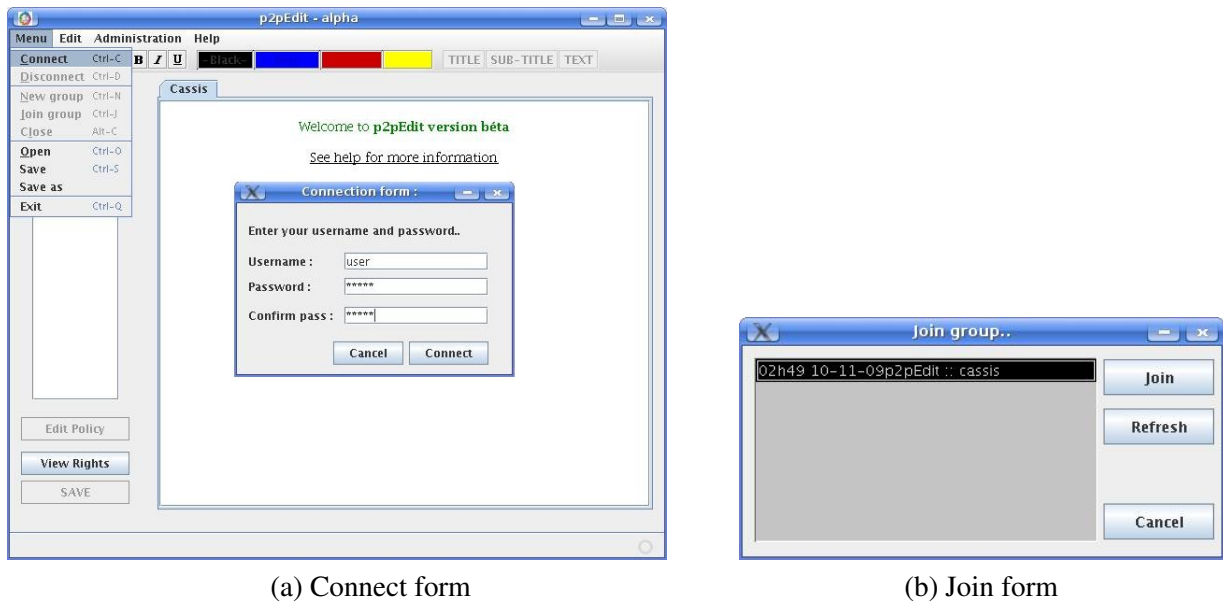 p2pEdit - alpha
Menu Edit Administration Help
Connect Ctrl-C
B I U -Black- TITLE SUB-TITLE TEXT
Disconnect Ctrl-D
New group Ctrl-N
Join group Ctrl-J
Close Alt-C
Open Ctrl-O
Save Ctrl-S
Save as
Exit Ctrl-Q
Cassis
Welcome to p2pEdit version béta
See help for more information
Connection form :
Enter your username and password..
Username : user
Password : *****
Confirm pass : *****
Cancel Connect
Edit Policy
View Rights
SAVE
(a) Connect form
Join group..
02h49 10-11-09p2pEdit :: cassis
Join
Refresh
Cancel
(b) Join form